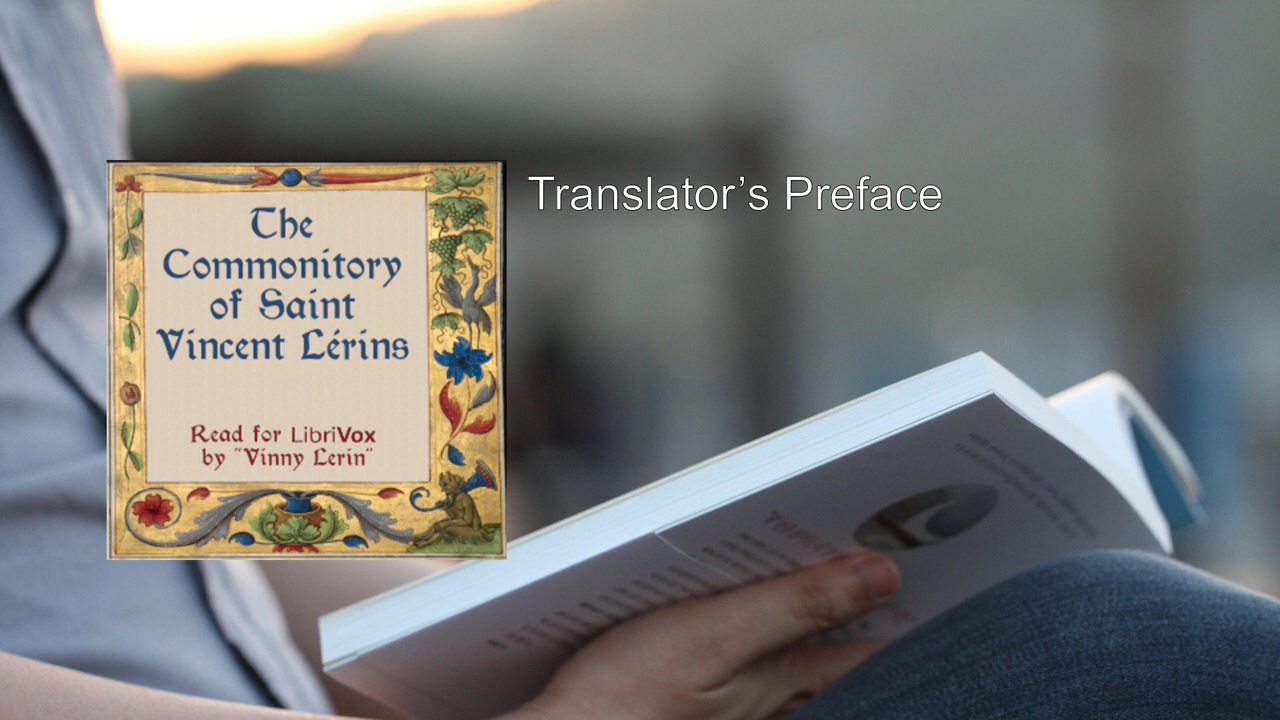 The
Commonitory
of Saint
Vincent Lérins
Read for LibriVox
by "Vinny Lerin"
Translator’s Preface